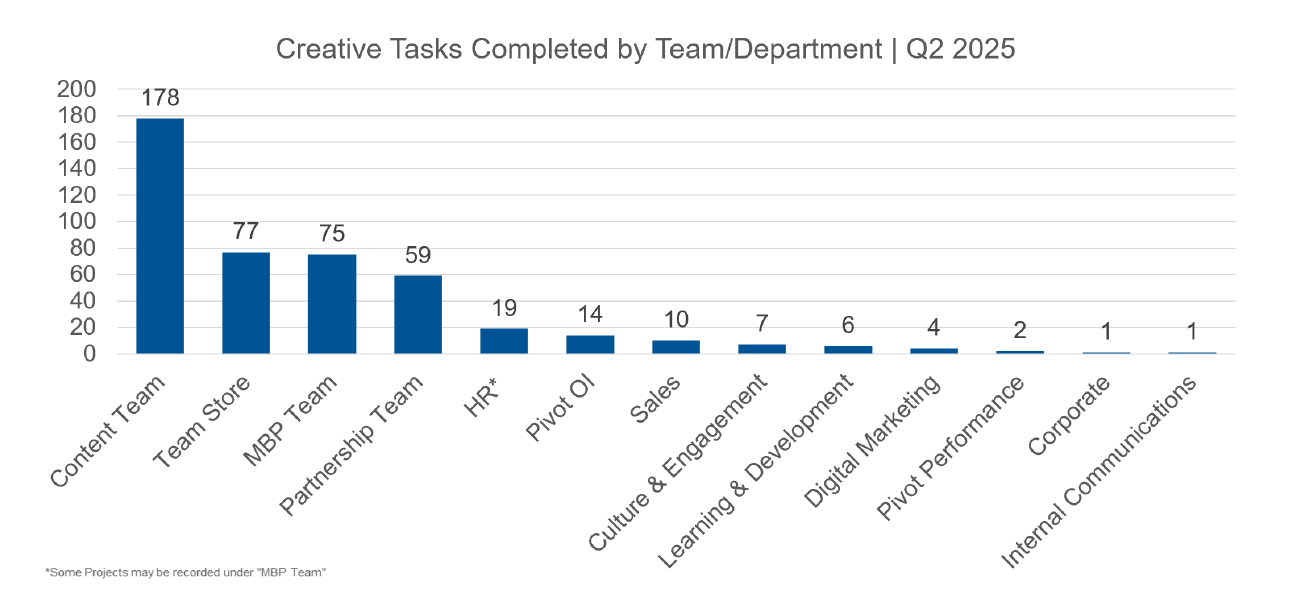 Creative Tasks Completed by Team/Department | Q2 2025
200
180
160
140
120
100
80
60
40
20
0
178
77
75
59
19
14
10
7
6
4
2
1
1
Content Team
Team Store
MBP Team
Partnership Team
HR*
Pivot OI
Sales
Culture & Engagement
Learning & Development
Digital Marketing
Pivot Performance
Corporate
Internal Communications
*Some Projects may be recorded under "MBP Team"